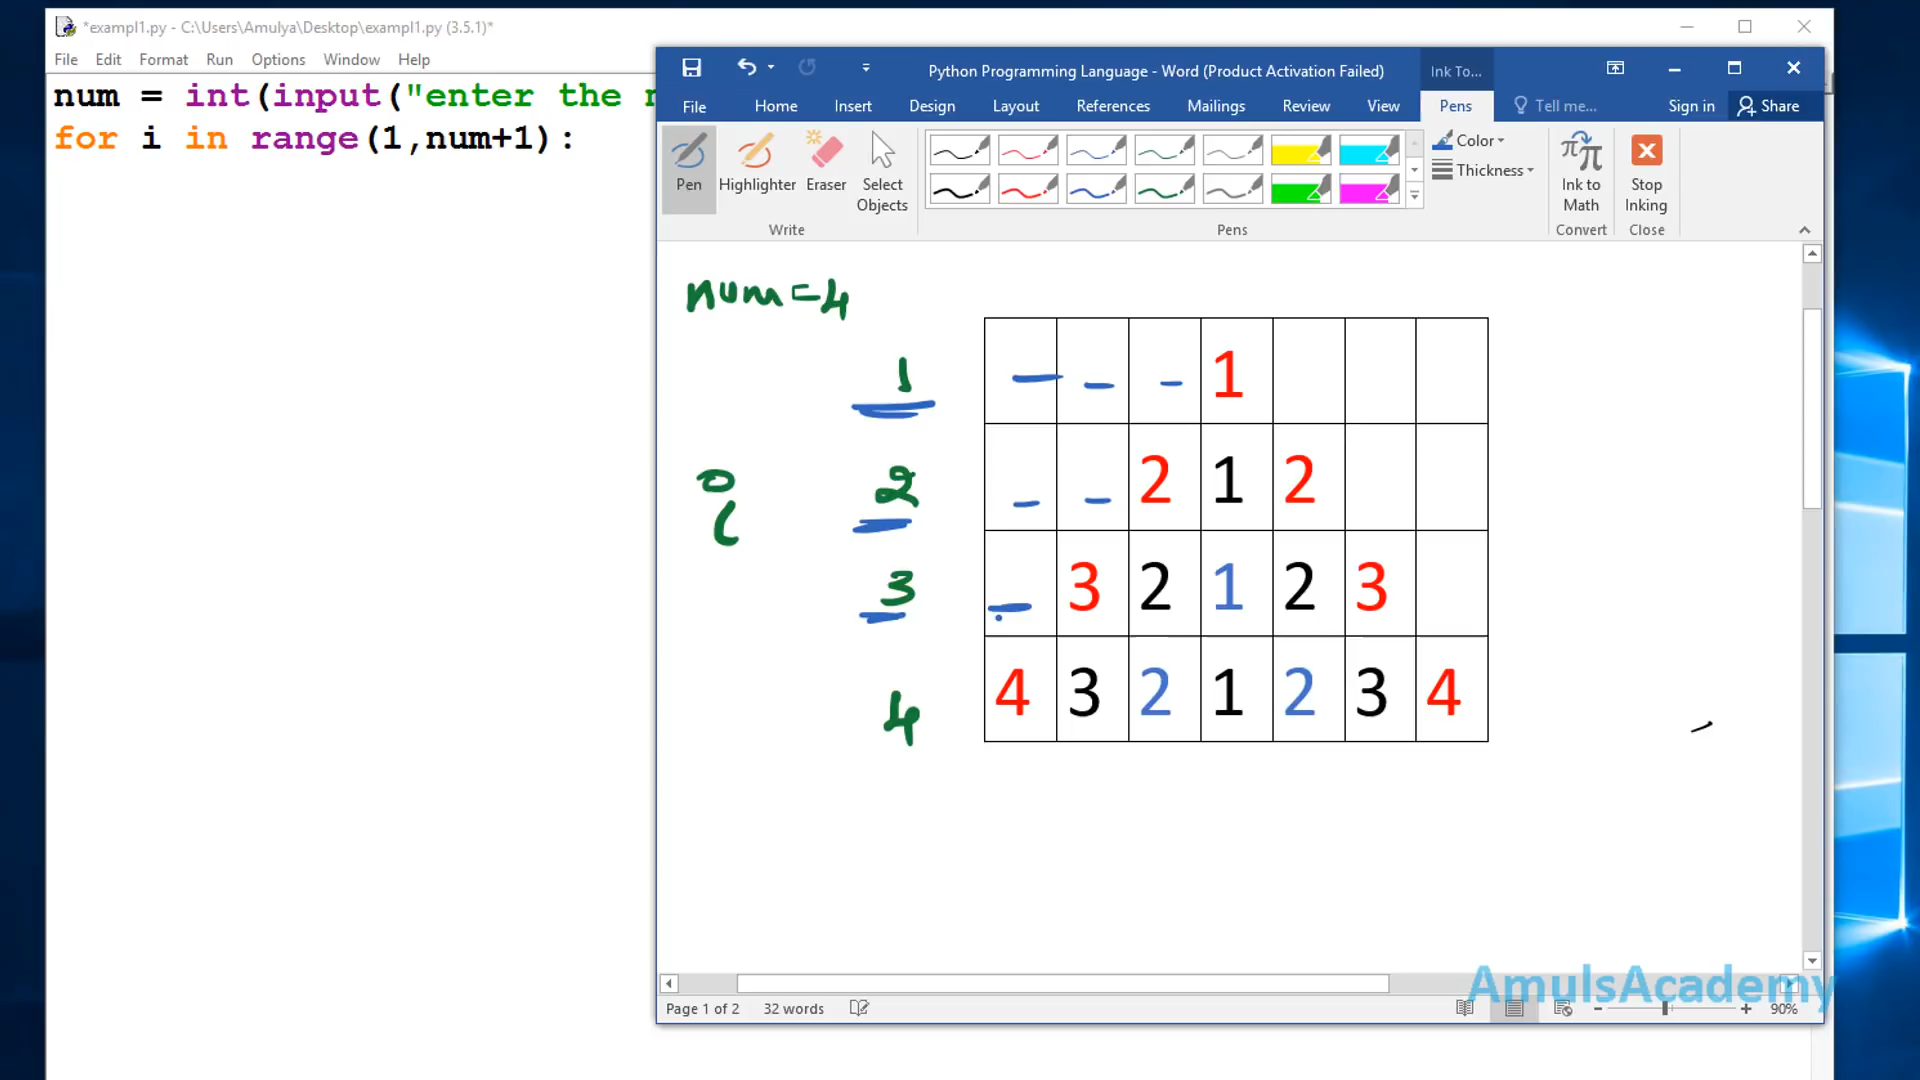 *exampl1.py - C:\Users\Amulya\Desktop\exampl1.py (3.5.1)*
File Edit Format Run Options Window Help
num = int(input("enter the
for i in range(1,num+1):
Python Programming Language - Word (Product Activation Failed)
Ink To...
File Home Insert Design Layout References Mailings Review View Pens Tell me... Sign in Share
Pen Highlighter Eraser Select Objects
Color
Thickness
Ink to Math
Stop Inking
Write Pens Convert Close
num=4
1 1
2 2 1 2
i
3 3 2 1 2 3
4 4 3 2 1 2 3 4
AmulsAcademy
Page 1 of 2 32 words 90%